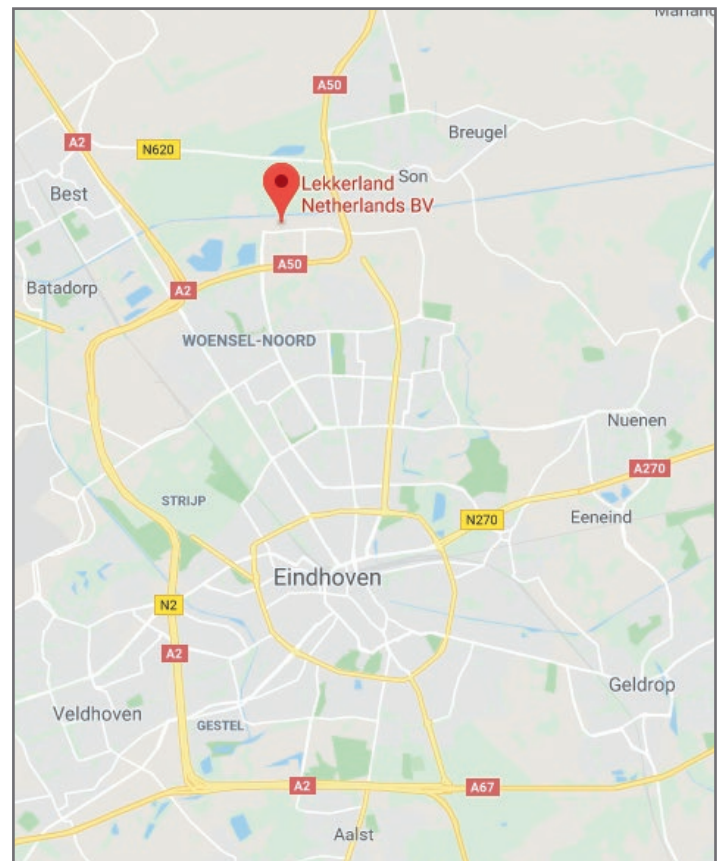 A50
Breugel
A2
N620
Son
Best
Lekkerland
Netherlands BV
A50
Batadorp
A2
WOENSEL-NOORD
Nuenen
A270
STRIJP
N270
Eeneind
Eindhoven
N2
A2
Geldrop
Veldhoven
GESTEL
A2
A67
Aalst